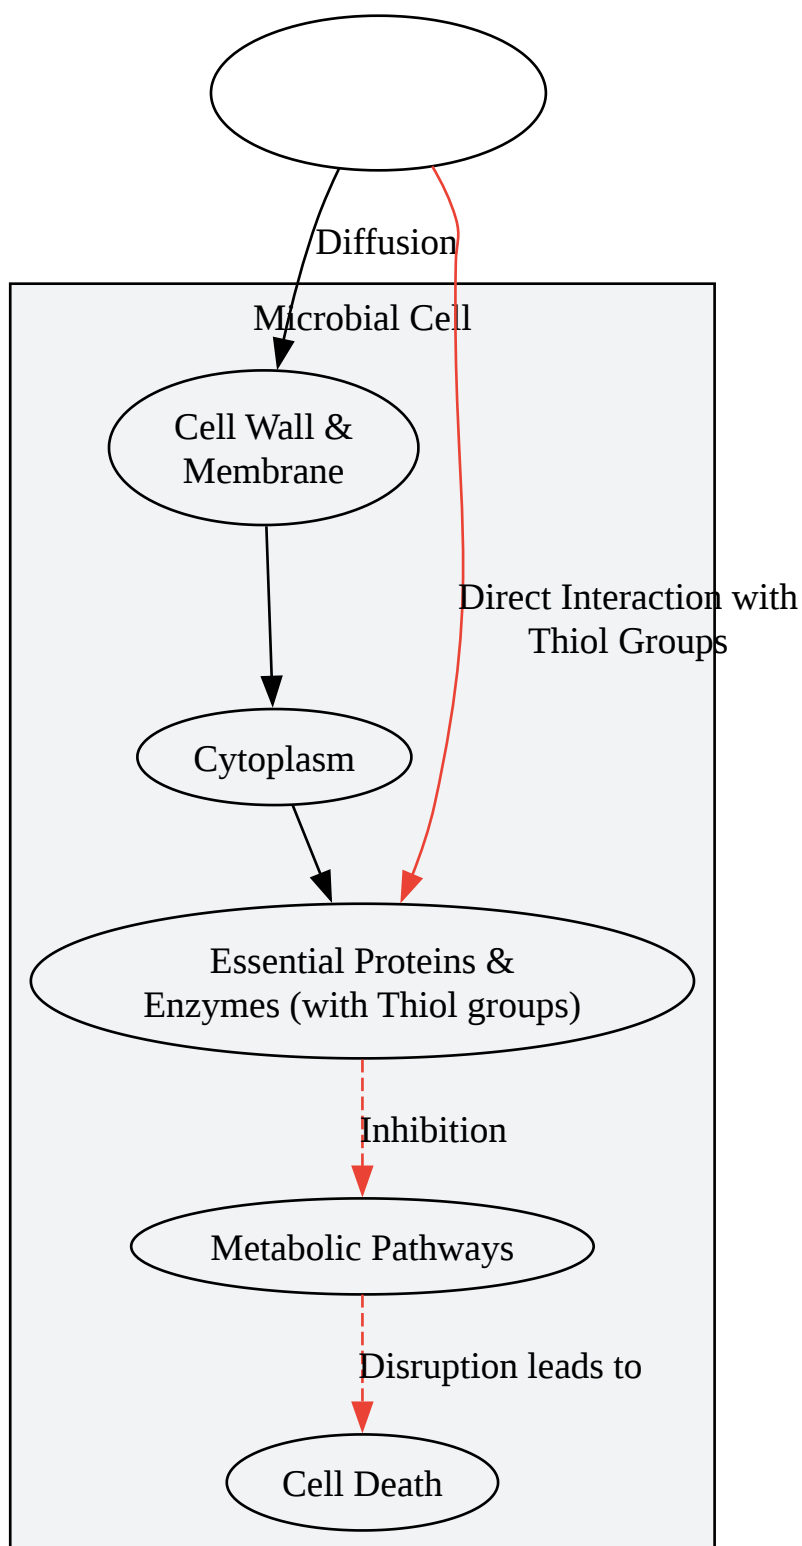 Diffusion
Microbial Cell
Cell Wall &
Membrane
Direct Interaction with
Thiol Groups
Cytoplasm
Essential Proteins &
Enzymes (with Thiol groups)
Inhibition
Metabolic Pathways
Disruption leads to
Cell Death